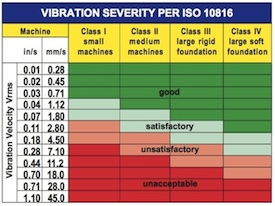 VIBRATION SEVERITY PER ISO 10816
Machine Class I small machines Class II medium machines Class III large rigid foundation Class IV large soft foundation
in/s mm/s
Vibration Velocity Vrms
0.01 0.28
0.02 0.45
0.03 0.71 good
0.04 1.12
0.07 1.80
0.11 2.80 satisfactory
0.18 4.50
0.28 7.10 unsatisfactory
0.44 11.2
0.70 18.0
0.71 28.0 unacceptable
1.10 45.0